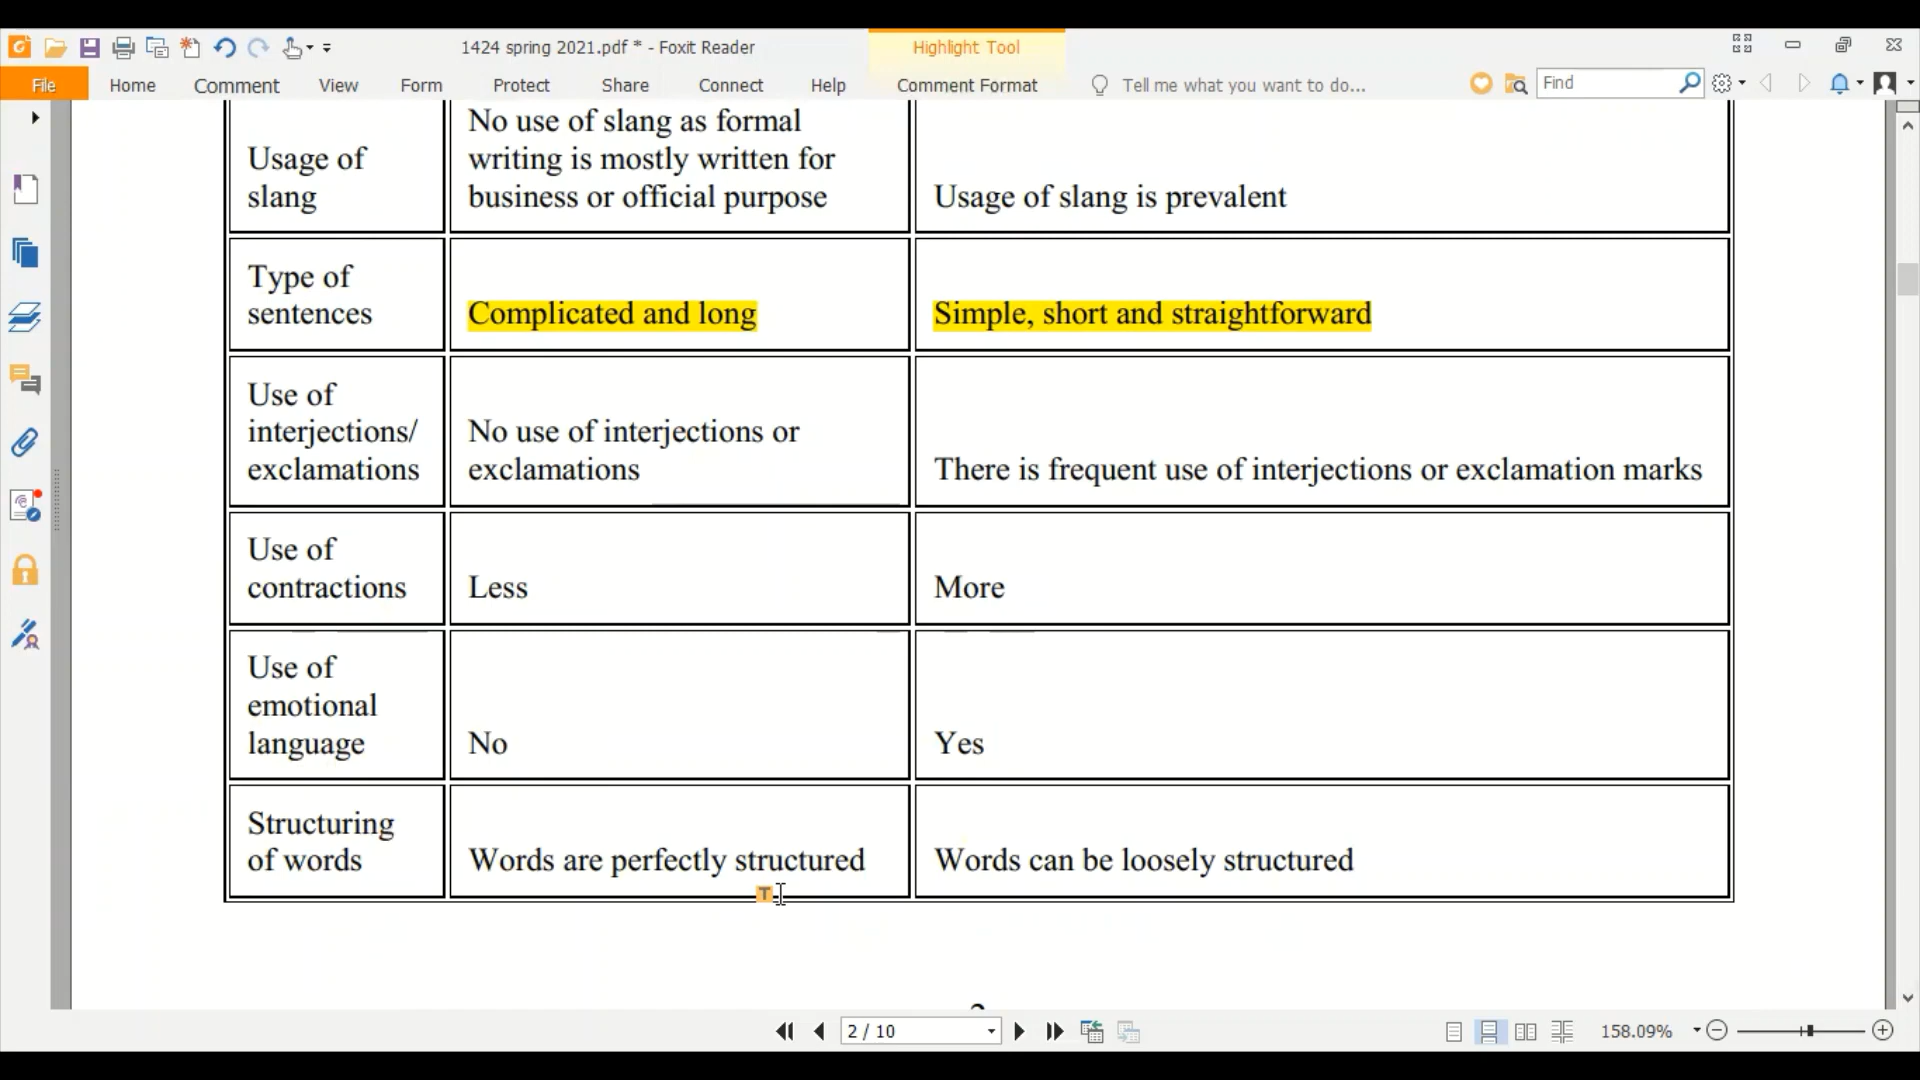 1424 spring 2021.pdf * - Foxit Reader
Highlight Tool
File
Home
Comment
View
Form
Protect
Share
Connect
Help
Comment Format
Tell me what you want to do...
Find
Usage of
slang
No use of slang as formal
writing is mostly written for
business or official purpose
Usage of slang is prevalent
Type of
sentences
Complicated and long
Simple, short and straightforward
Use of
interjections/
exclamations
No use of interjections or
exclamations
There is frequent use of interjections or exclamation marks
Use of
contractions
Less
More
Use of
emotional
language
No
Yes
Structuring
of words
Words are perfectly structured
Words can be loosely structured
T
2 / 10
158.09%